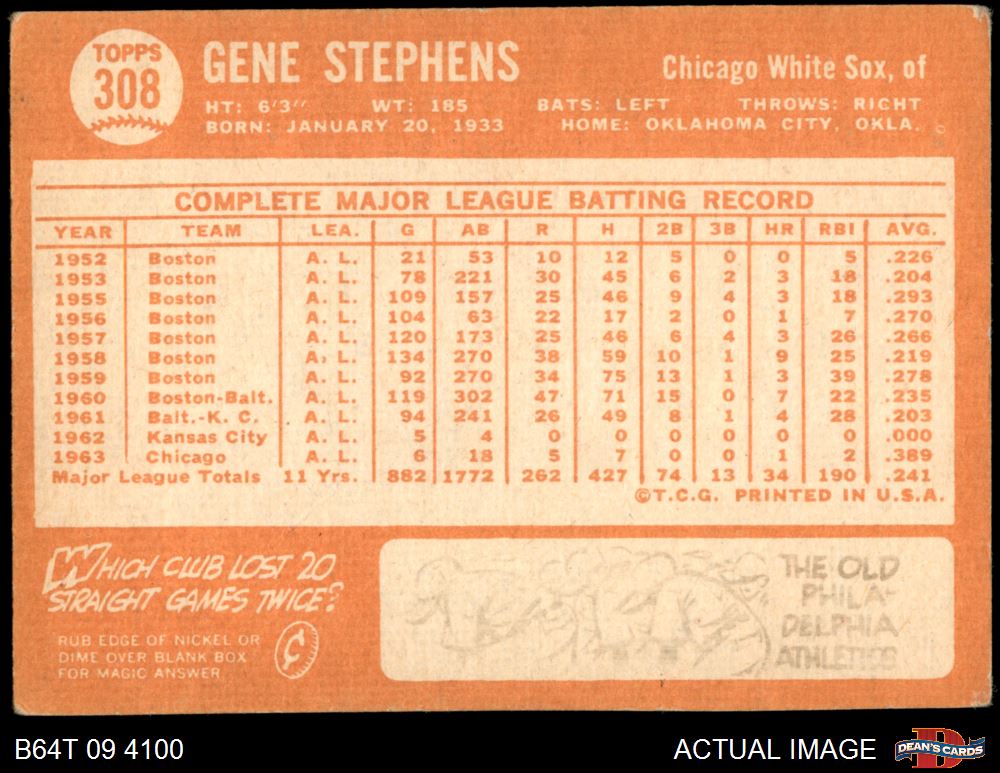 TOPPS
308
GENE STEPHENS
Chicago White Sox, of
HT: 6'3" WT: 185 BATS: LEFT THROWS: RICHT
BORN: JANUARY 20, 1933 HOME: OKLAHOMA CITY, OKLA.
COMPLETE MAJOR LEAGUE BATTING RECORD
YEAR TEAM LEA. G AB R H 2B 3B HR RBI AVG.
1952 Boston A. L. 21 53 10 12 5 0 0 5 .226
1953 Boston A. L. 78 221 30 45 6 2 3 18 .204
1955 Boston A. L. 109 157 25 46 9 4 3 18 .293
1956 Boston A. L. 104 63 22 17 2 0 1 7 .270
1957 Boston A. L. 120 173 25 46 6 4 3 26 .266
1958 Boston A. L. 134 270 38 59 10 1 9 25 .219
1959 Boston A. L. 92 270 34 75 13 1 3 39 .278
1960 Boston-Balt. A. L. 119 302 47 71 15 0 7 22 .235
1961 Balt.-K. C. A. L. 94 241 26 49 8 1 4 28 .203
1962 Kansas City A. L. 5 4 0 0 0 0 0 0 .000
1963 Chicago A. L. 6 18 5 7 0 0 1 2 .389
Major League Totals 11 Yrs. 882 1772 262 427 74 13 34 190 .241
©T.C.G. PRINTED IN U.S.A.
WHICH CLUB LOST 20
STRAIGHT GAMES TWICE?
RUB EDGE OF NICKEL OR
DIME OVER BLANK BOX
FOR MAGIC ANSWER
THE OLD
PHILA-
DELPHIA
ATHLETICS
B64T 09 4100
ACTUAL IMAGE
DEAN'S CARDS